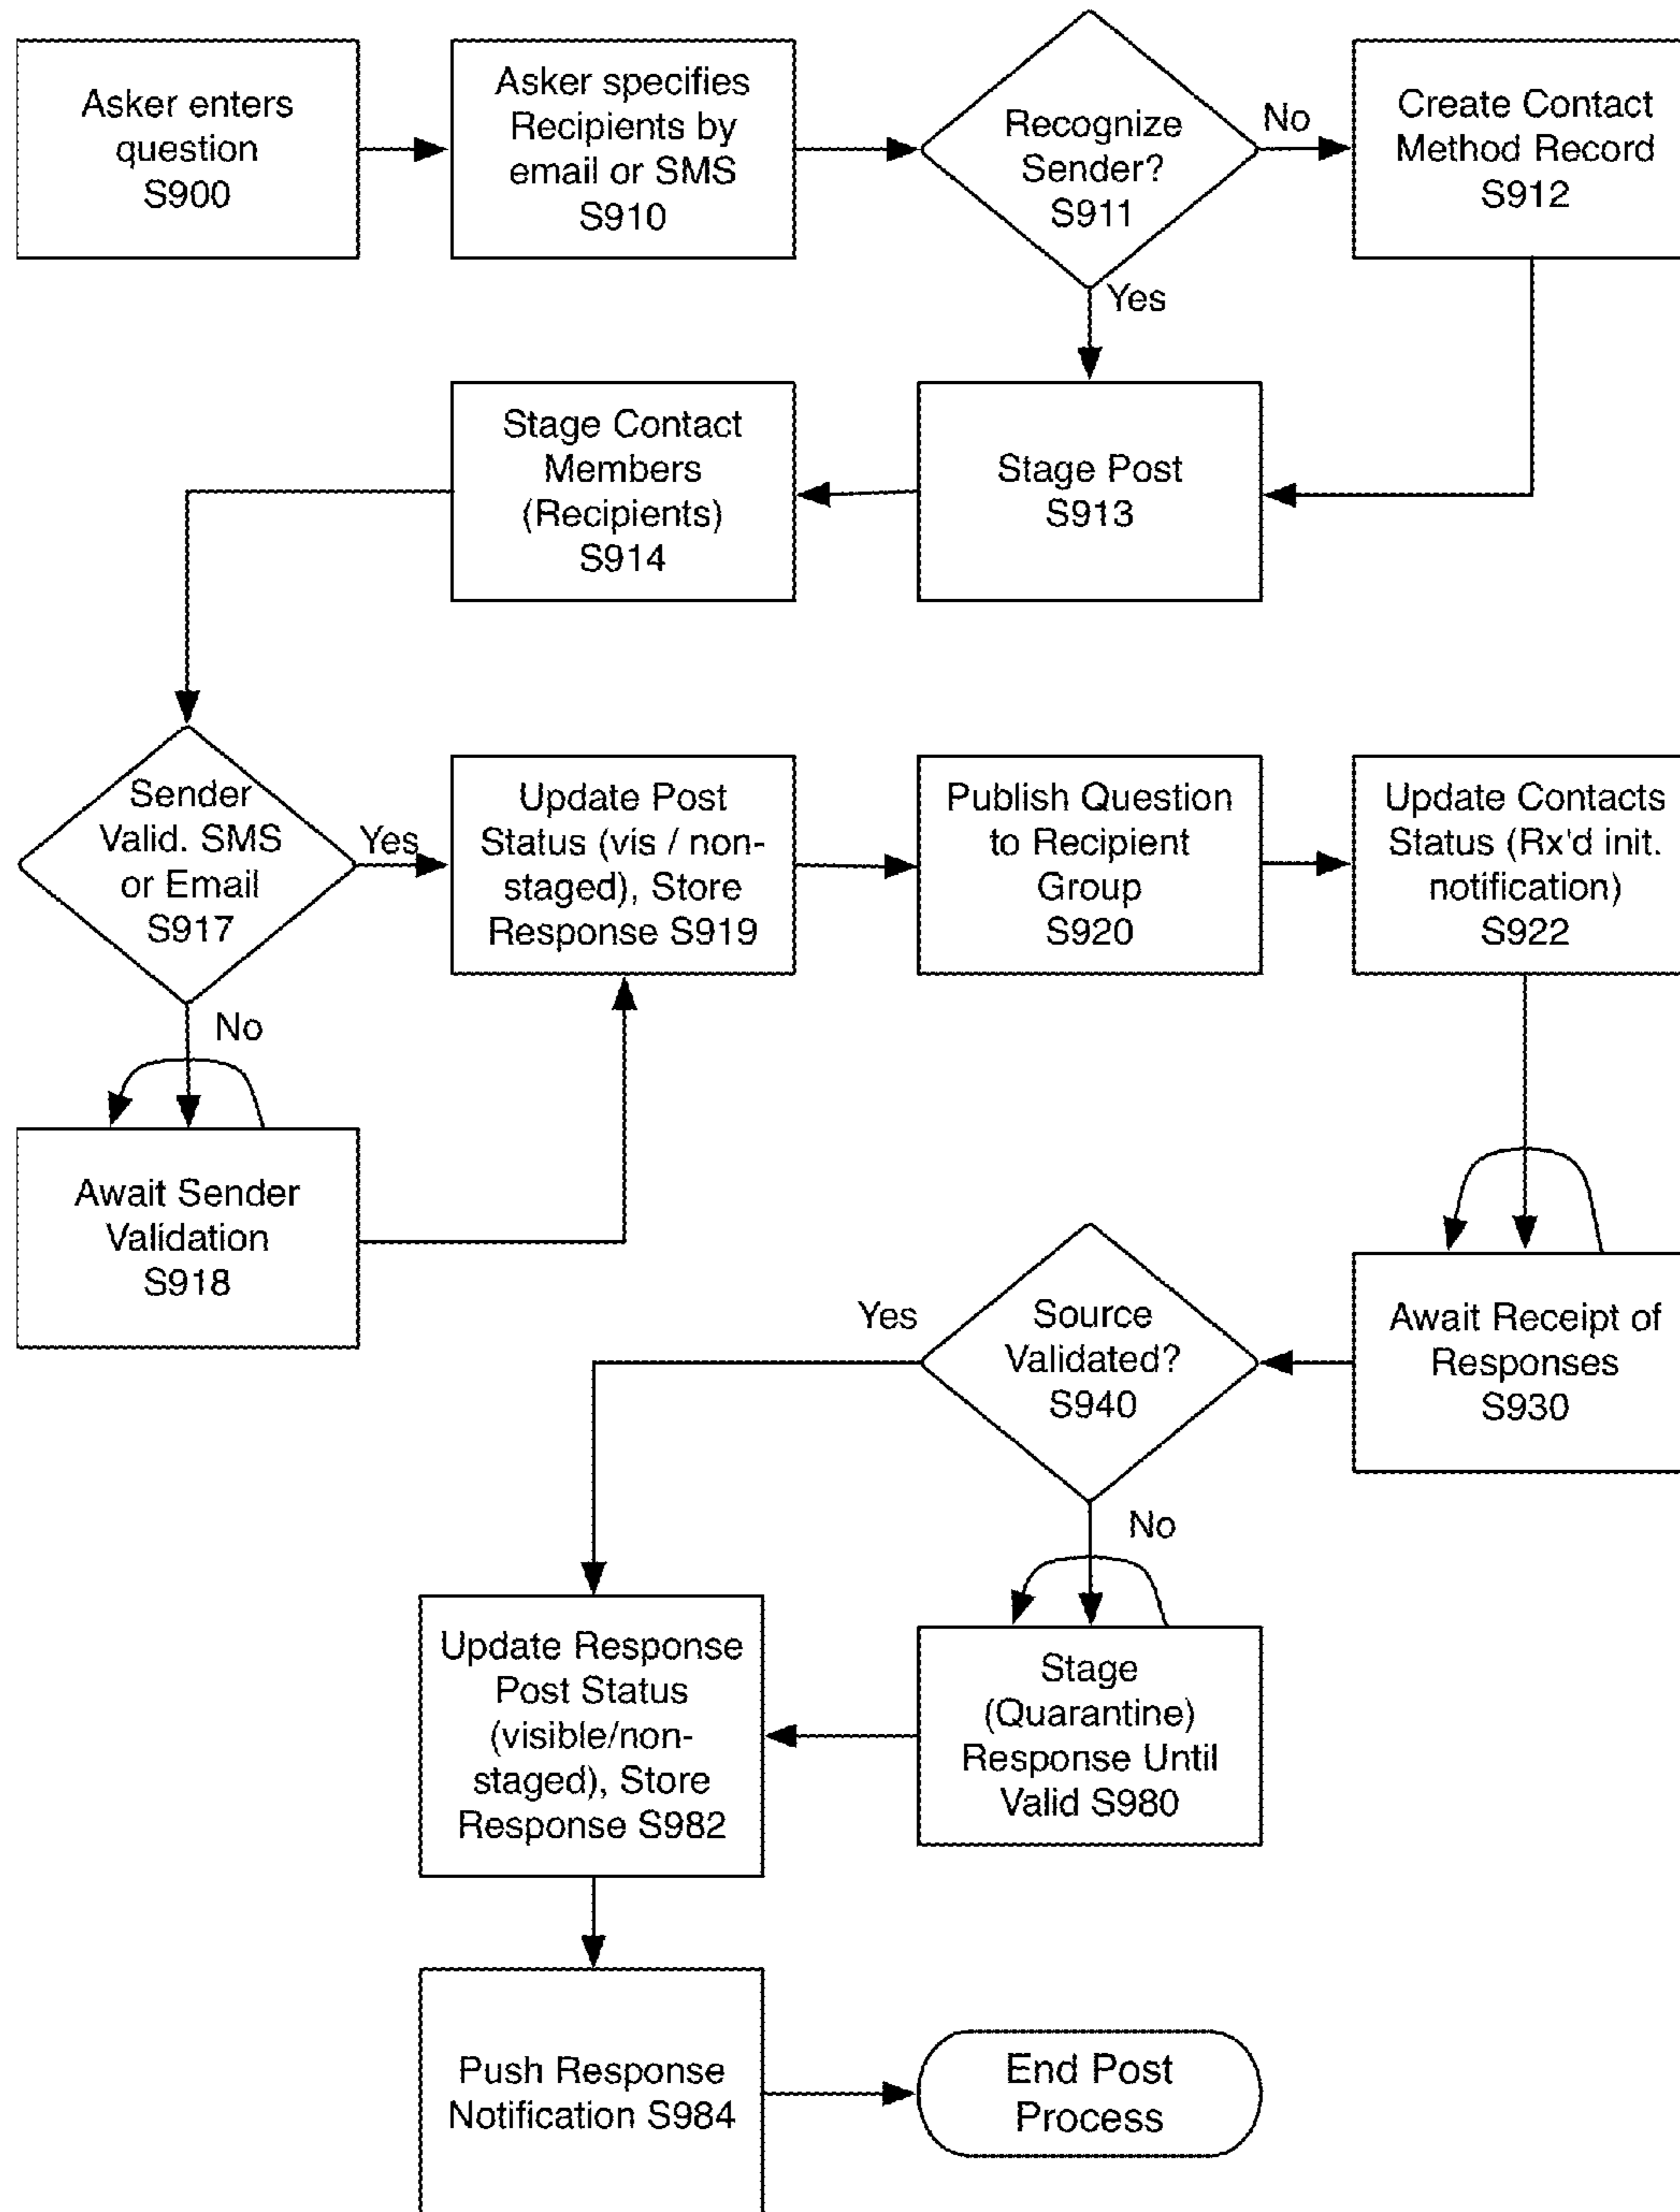 Asker enters
question
S900
Asker specifies
Recipients by
email or SMS
S910
Recognize
Sender?
S911
No
Create Contact
Method Record
S912
Yes
Stage Contact
Members
(Recipients)
S914
Stage Post
S913
Sender
Valid. SMS
or Email
S917
Yes
Update Post
Status (vis / non-
staged), Store
Response S919
Publish Question
to Recipient
Group
S920
Update Contacts
Status (Rx'd init.
notification)
S922
No
Await Sender
Validation
S918
Yes
Source
Validated?
S940
Await Receipt of
Responses
S930
No
Update Response
Post Status
(visible/non-
staged), Store
Response S982
Stage
(Quarantine)
Response Until
Valid S980
Push Response
Notification S984
End Post
Process